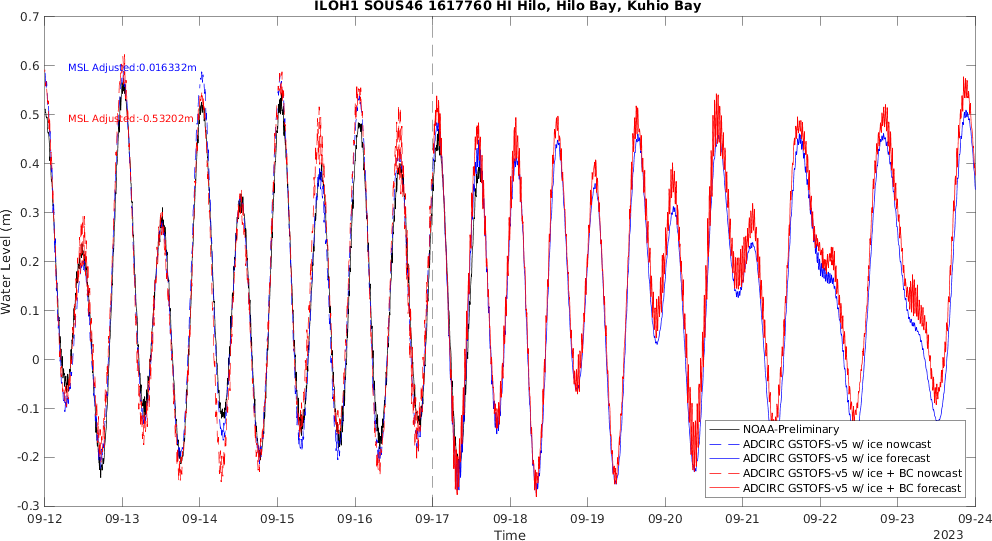 ILOH1 SOUS46 1617760 HI Hilo, Hilo Bay, Kuhio Bay
0.7
0.6
0.5
0.4
0.3
0.2
0.1
0
-0.1
-0.2
-0.3
Water Level (m)
MSL Adjusted:0.016332m
MSL Adjusted:-0.53202m
NOAA-Preliminary
ADCIRC GSTOFS-v5 w/ ice nowcast
ADCIRC GSTOFS-v5 w/ ice forecast
ADCIRC GSTOFS-v5 w/ ice + BC nowcast
ADCIRC GSTOFS-v5 w/ ice + BC forecast
09-12 09-13 09-14 09-15 09-16 09-17 09-18 09-19 09-20 09-21 09-22 09-23 09-24
Time
2023